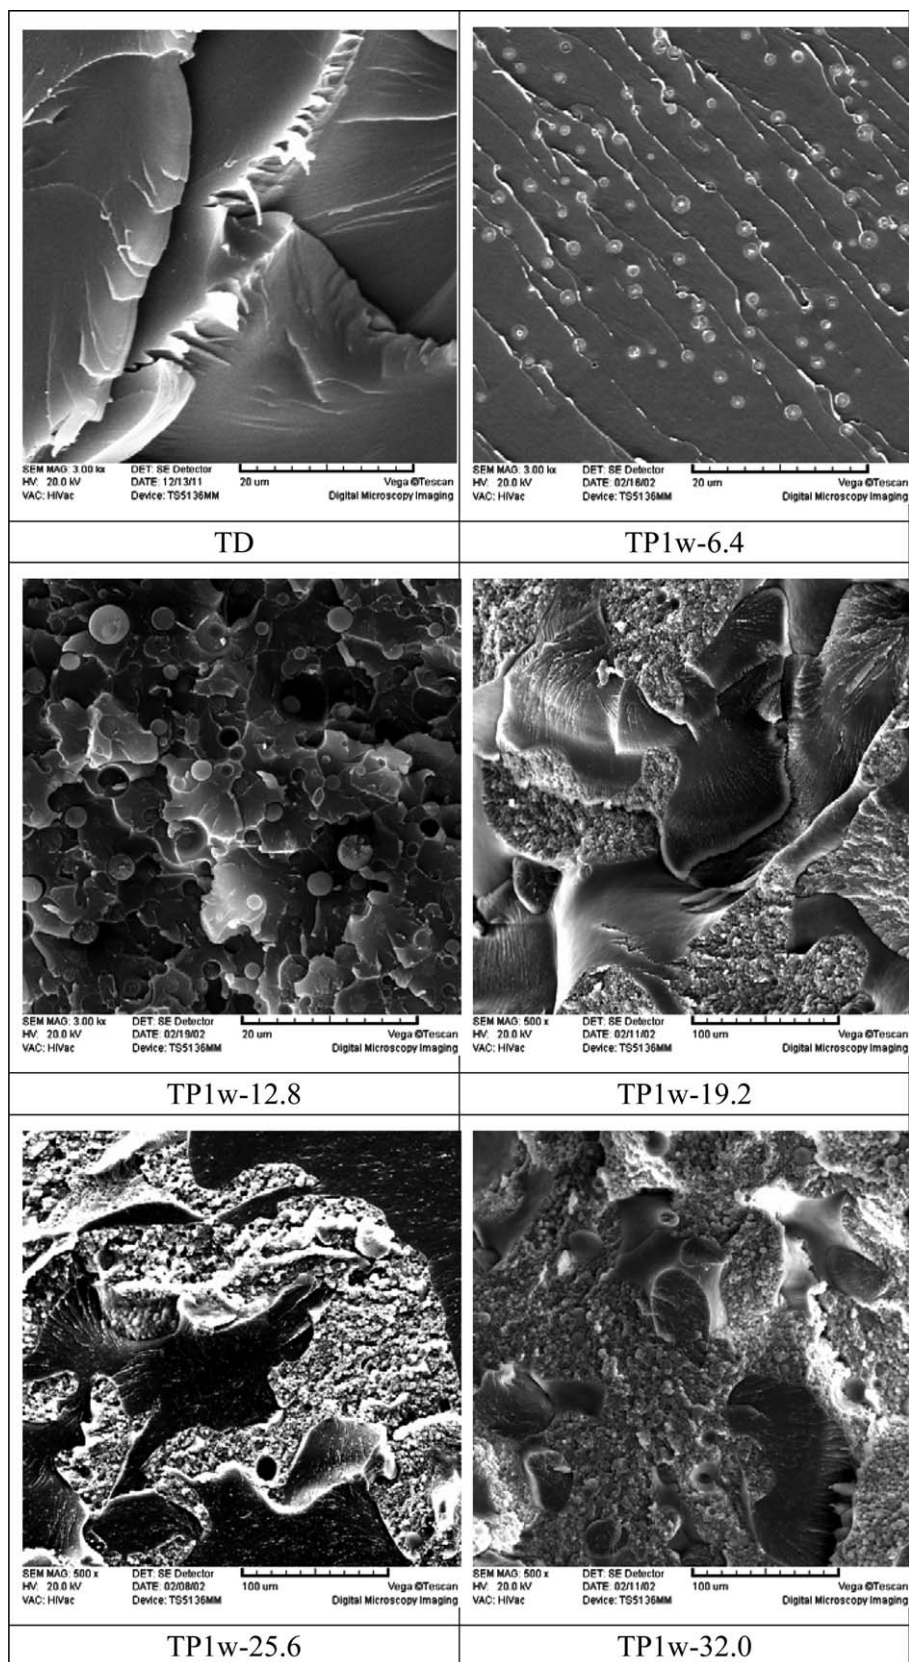 SEM MAG: 3.00 kx DET: SE Detector
HV: 20.0 kV DATE: 12/13/11 20 um Vega ©Tescan
VAC: HiVac Device: TS5136MM Digital Microscopy Imaging
SEM MAG: 3.00 kx DET: SE Detector
HV: 20.0 kV DATE: 02/16/02 20 um Vega ©Tescan
VAC: HiVac Device: TS5136MM Digital Microscopy Imaging
TD TP1w-6.4
SEM MAG: 3.00 kx DET: SE Detector
HV: 20.0 kV DATE: 02/19/02 20 um Vega ©Tescan
VAC: HiVac Device: TS5136MM Digital Microscopy Imaging
SEM MAG: 500 x DET: SE Detector
HV: 20.0 kV DATE: 02/11/02 100 um Vega ©Tescan
VAC: HiVac Device: TS5136MM Digital Microscopy Imaging
TP1w-12.8 TP1w-19.2
SEM MAG: 500 x DET: SE Detector
HV: 20.0 kV DATE: 02/08/02 100 um Vega ©Tescan
VAC: HiVac Device: TS5136MM Digital Microscopy Imaging
SEM MAG: 500 x DET: SE Detector
HV: 20.0 kV DATE: 02/11/02 100 um Vega ©Tescan
VAC: HiVac Device: TS5136MM Digital Microscopy Imaging
TP1w-25.6 TP1w-32.0